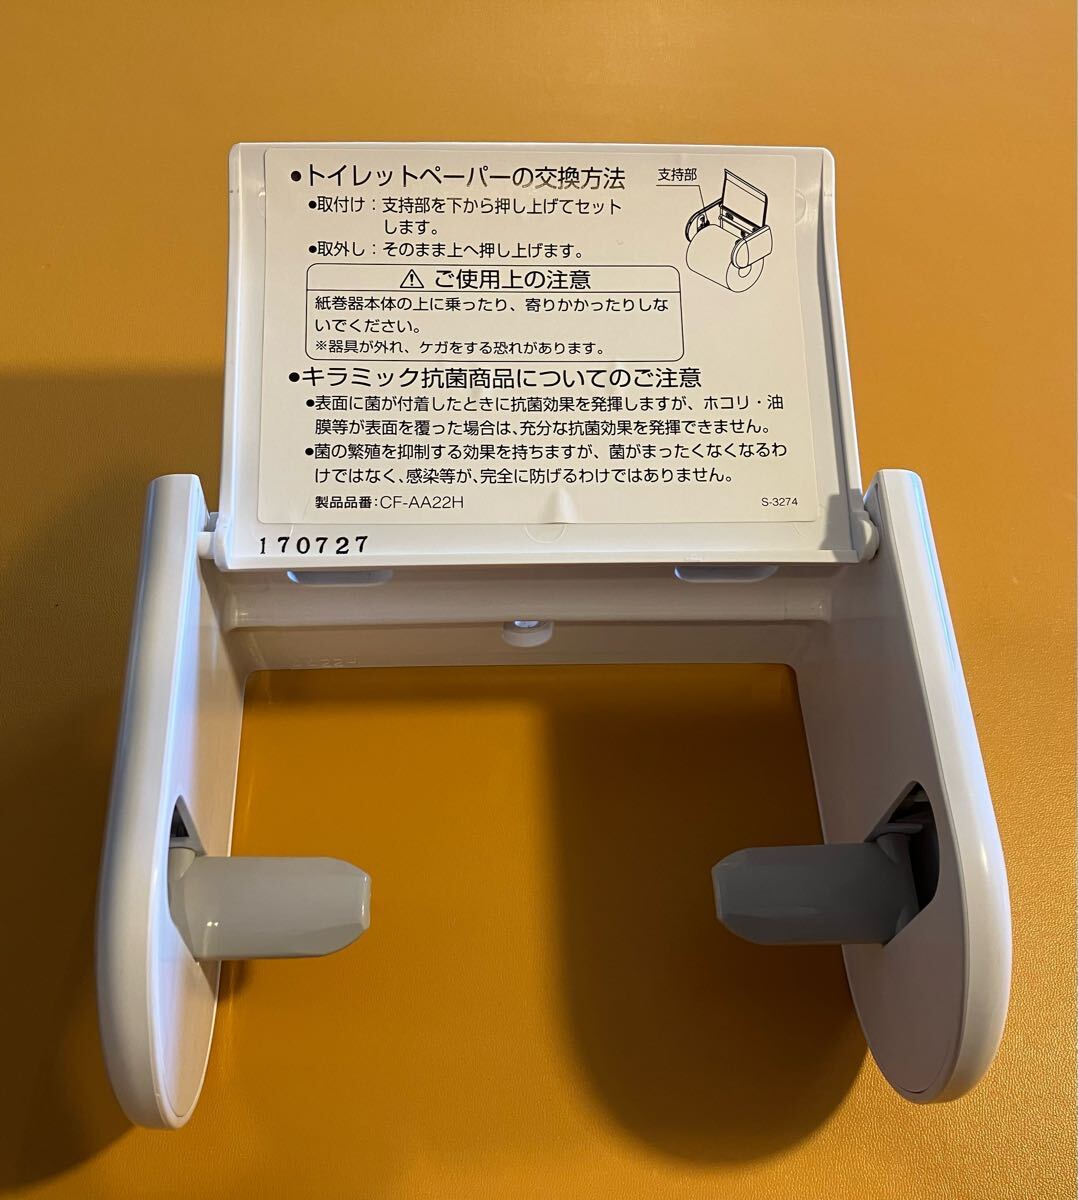 ●トイレットペーパーの交換方法
支持部
●取付け：支持部を下から押し上げてセット
します。
●取外し：そのまま上へ押し上げます。
⚠ ご使用上の注意
紙巻器本体の上に乗ったり、寄りかかったりしな
いでください。
※器具が外れ、ケガをする恐れがあります。
●キラミック抗菌商品についてのご注意
●表面に菌が付着したときに抗菌効果を発揮しますが、ホコリ・油
膜等が表面を覆った場合は、充分な抗菌効果を発揮できません。
●菌の繁殖を抑制する効果を持ちますが、菌がまったくなくなるわ
けではなく、感染等が、完全に防げるわけではありません。
製品品番：CF-AA22H
S-3274
170727